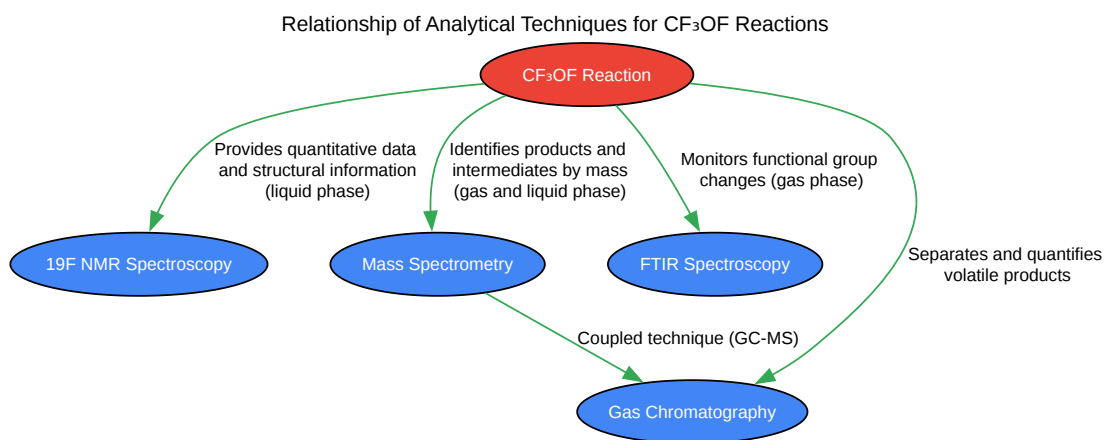 Relationship of Analytical Techniques for CF₃OF Reactions
CF₃OF Reaction
Provides quantitative data
and structural information
(liquid phase)
Identifies products and
intermediates by mass
(gas and liquid phase)
Monitors functional group
changes (gas phase)
Separates and quantifies
volatile products
19F NMR Spectroscopy
Mass Spectrometry
FTIR Spectroscopy
Coupled technique (GC-MS)
Gas Chromatography